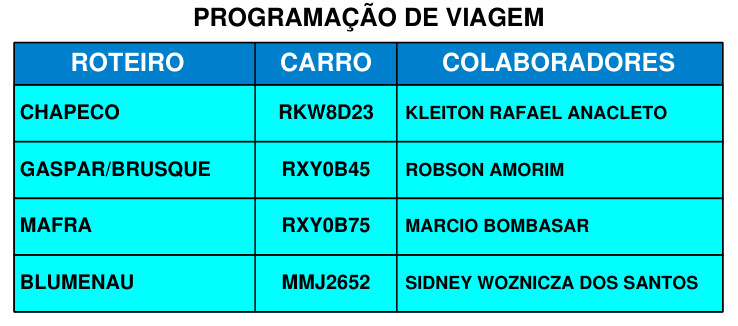 PROGRAMAÇÃO DE VIAGEM
ROTEIRO CARRO COLABORADORES
CHAPECO RKW8D23 KLEITON RAFAEL ANACLETO
GASPAR/BRUSQUE RXY0B45 ROBSON AMORIM
MAFRA RXY0B75 MARCIO BOMBASAR
BLUMENAU MMJ2652 SIDNEY WOZNICZA DOS SANTOS